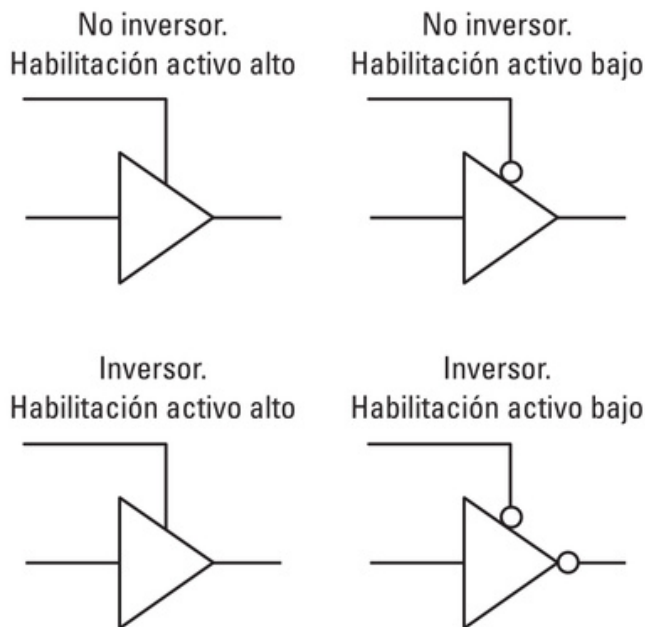 No inversor.
Habilitación activo alto
No inversor.
Habilitación activo bajo
Inversor.
Habilitación activo alto
Inversor.
Habilitación activo bajo